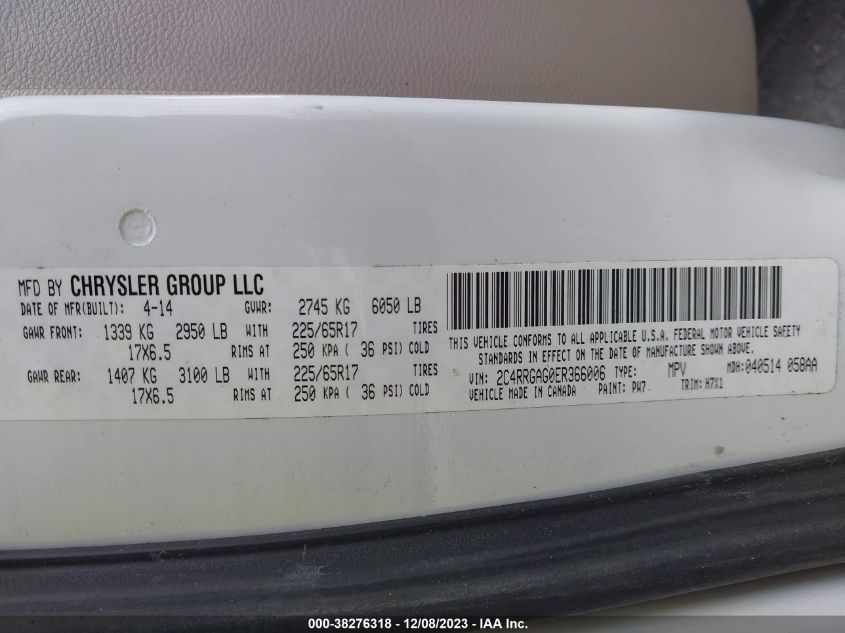 MFD BY CHRYSLER GROUP LLC
DATE OF MFR(BUILT): 4-14 GVWR: 2745 KG 6050 LB
GAWR FRONT: 1339 KG 2950 LB WITH 225/65R17 TIRES
17X6.5 RIMS AT 250 KPA ( 36 PSI) COLD
GAWR REAR: 1407 KG 3100 LB WITH 225/65R17 TIRES
17X6.5 RIMS AT 250 KPA ( 36 PSI) COLD
THIS VEHICLE CONFORMS TO ALL APPLICABLE U.S.A. FEDERAL MOTOR VEHICLE SAFETY
STANDARDS IN EFFECT ON THE DATE OF MANUFACTURE SHOWN ABOVE.
VIN: 2C4RRGAG0ER366006 TYPE: MPV MDH: 040514 058AA
VEHICLE MADE IN CANADA PAINT: PW7 TRIM: H7X1
000-38276318 - 12/08/2023 - © IAA Inc.